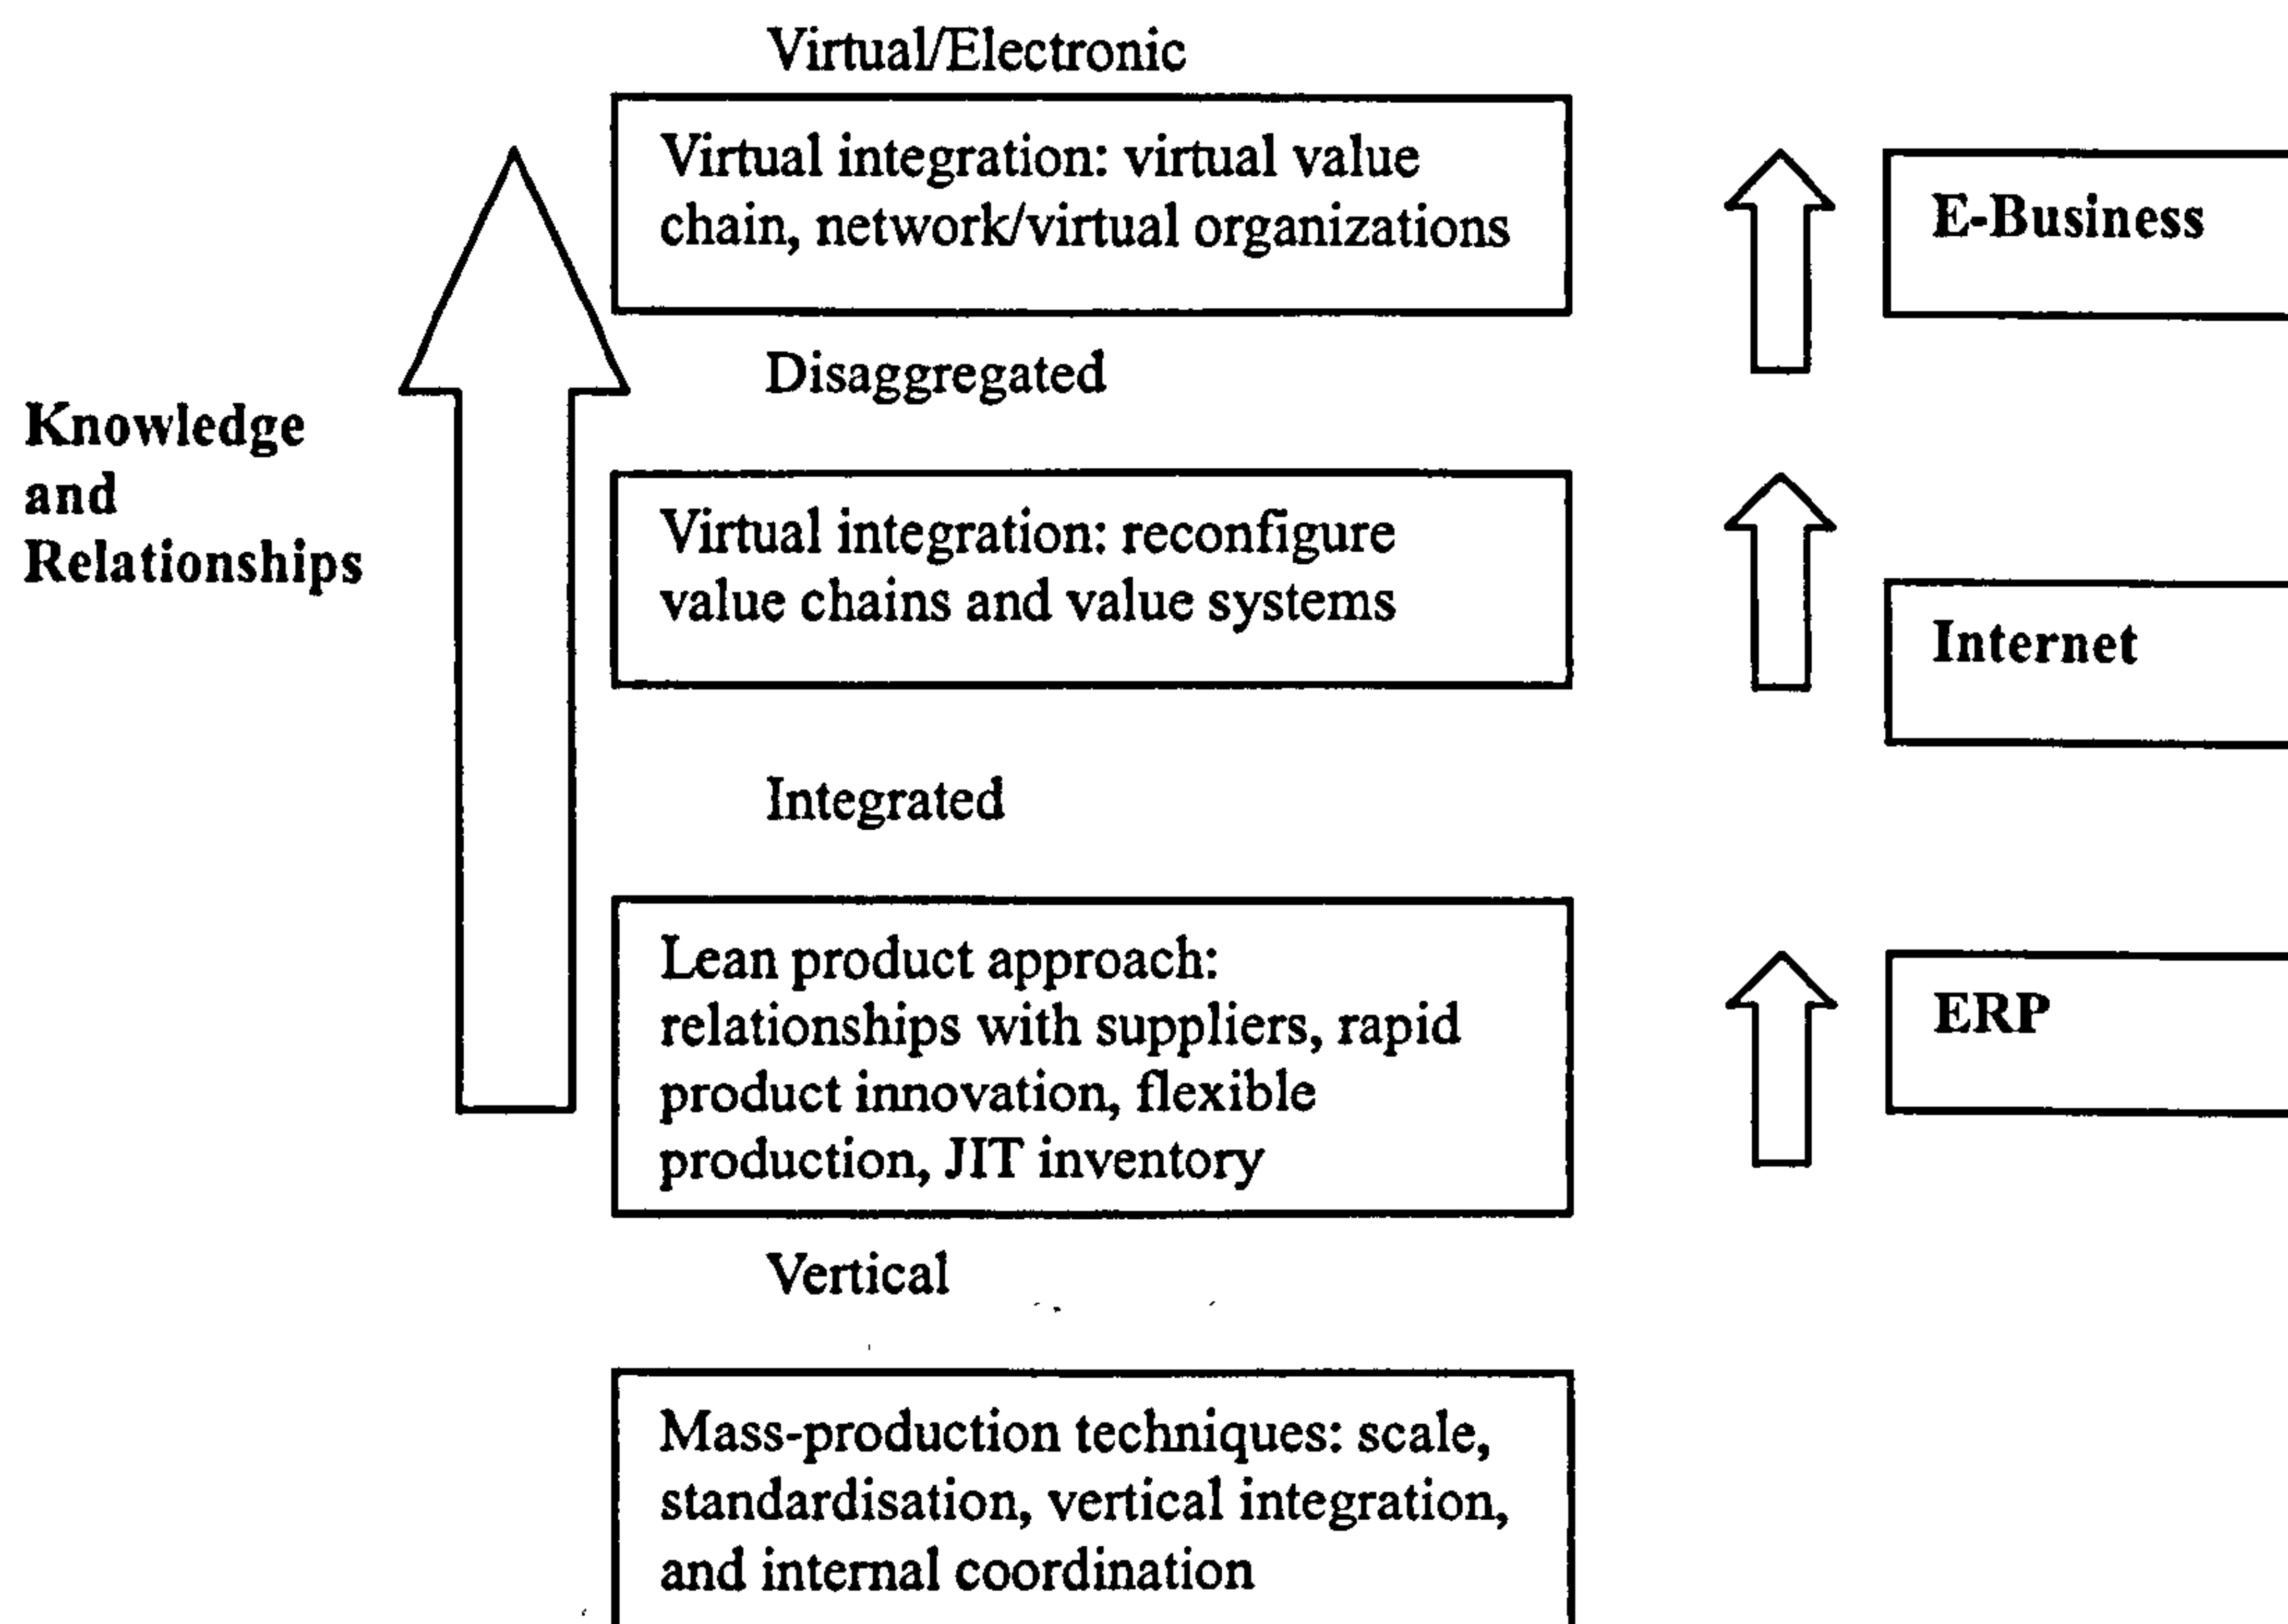 Virtual/Electronic
Virtual integration: virtual value
chain, network/virtual organizations
E-Business
Disaggregated
Knowledge
and
Relationships
Virtual integration: reconfigure
value chains and value systems
Internet
Integrated
Lean product approach:
relationships with suppliers, rapid
product innovation, flexible
production, JIT inventory
ERP
Vertical
Mass-production techniques: scale,
standardisation, vertical integration,
and internal coordination